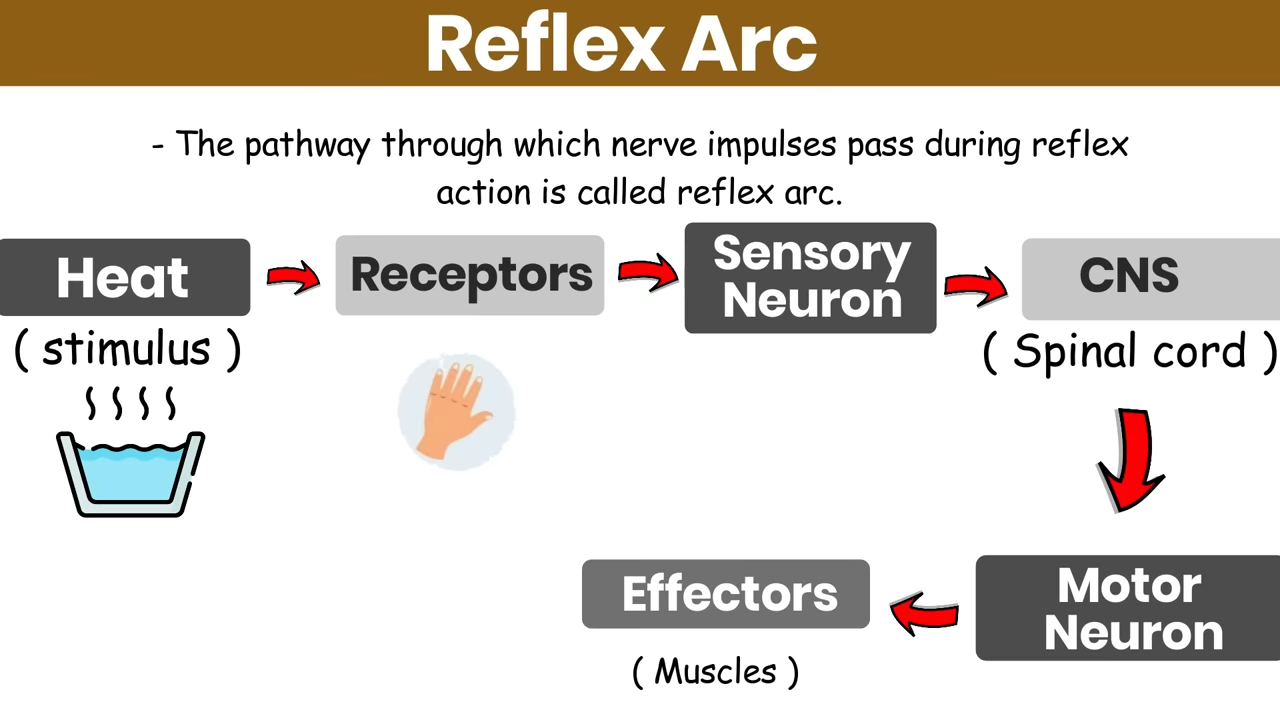 Reflex Arc
- The pathway through which nerve impulses pass during reflex
action is called reflex arc.
Heat
( stimulus )
Receptors
Sensory
Neuron
CNS
( Spinal cord )
Motor
Neuron
Effectors
( Muscles )